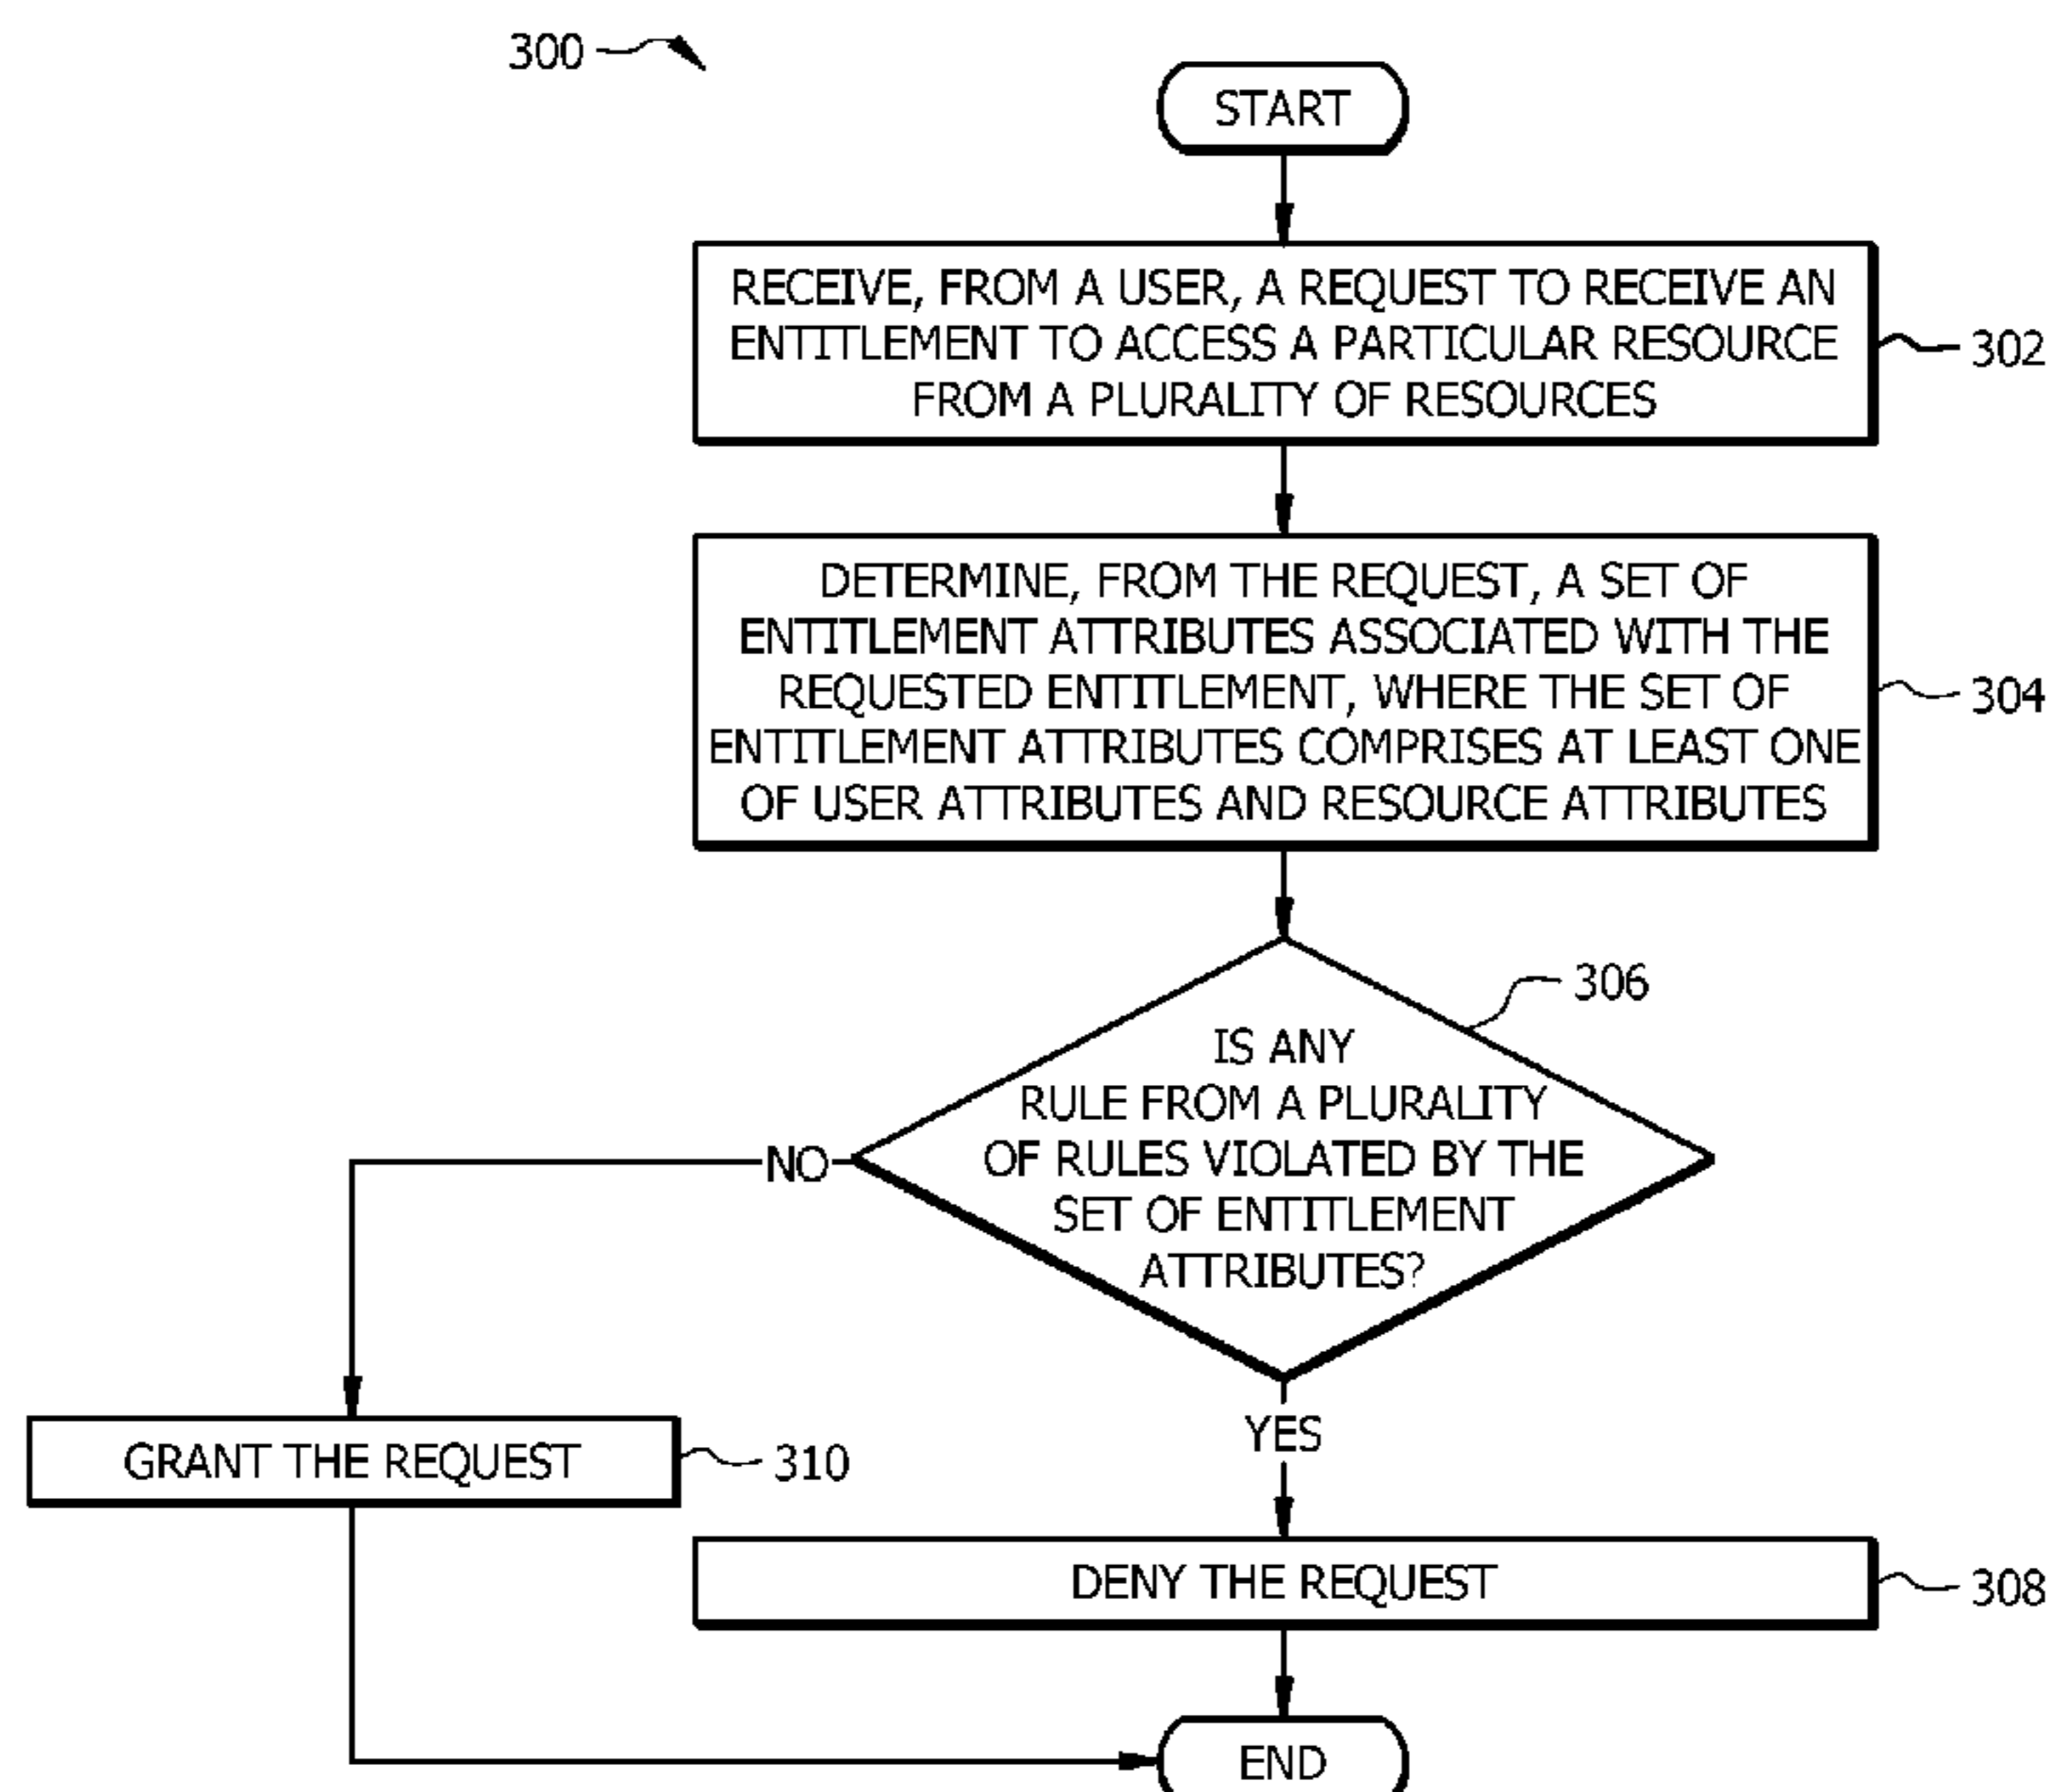 300
START
RECEIVE, FROM A USER, A REQUEST TO RECEIVE AN
ENTITLEMENT TO ACCESS A PARTICULAR RESOURCE
FROM A PLURALITY OF RESOURCES
302
DETERMINE, FROM THE REQUEST, A SET OF
ENTITLEMENT ATTRIBUTES ASSOCIATED WITH THE
REQUESTED ENTITLEMENT, WHERE THE SET OF
ENTITLEMENT ATTRIBUTES COMPRISES AT LEAST ONE
OF USER ATTRIBUTES AND RESOURCE ATTRIBUTES
304
306
IS ANY
RULE FROM A PLURALITY
OF RULES VIOLATED BY THE
SET OF ENTITLEMENT
ATTRIBUTES?
NO
YES
GRANT THE REQUEST
310
DENY THE REQUEST
308
END